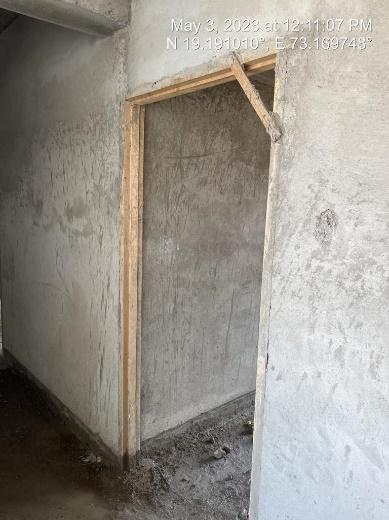 May 3, 2023 at 12:11:07 PM
N 19.191010°, E 73.169748°